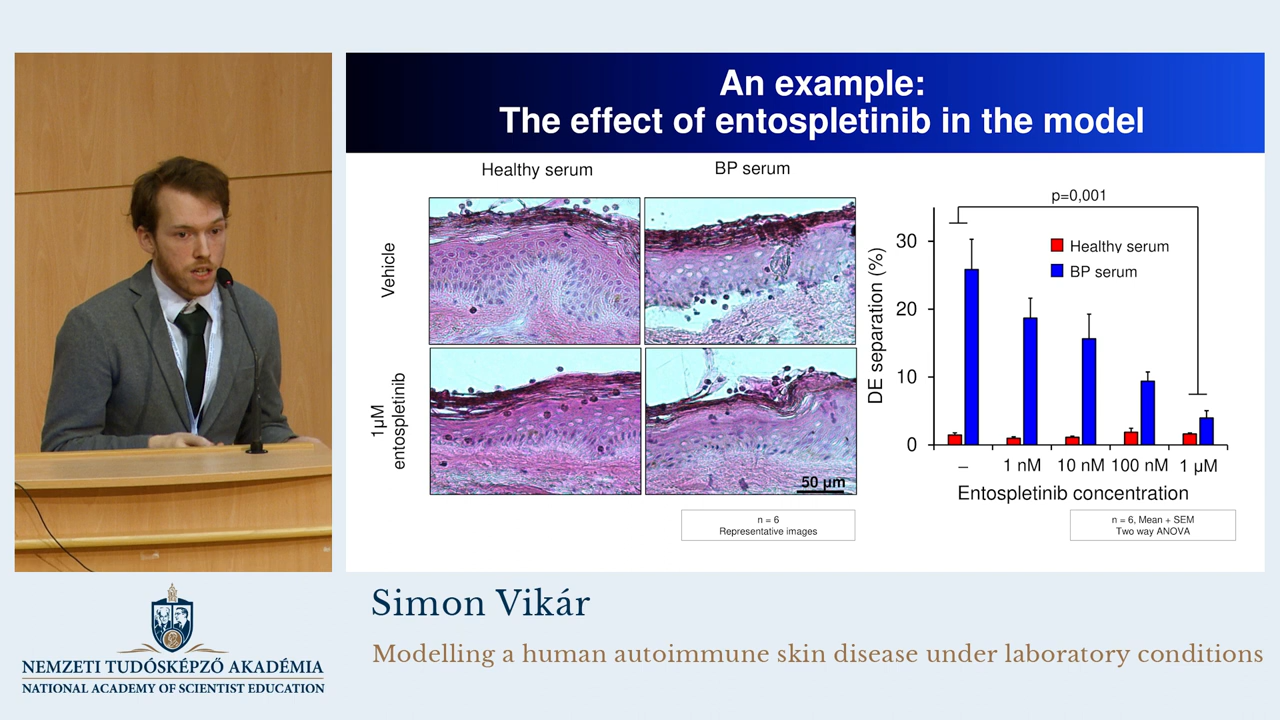 An example:
The effect of entospletinib in the model
Healthy serum
BP serum
Vehicle
1µM
entospletinib
50 µm
n = 6
Representative images
p=0,001
Healthy serum
BP serum
DE separation (%)
30
20
10
0
– 1 nM 10 nM 100 nM 1 µM
Entospletinib concentration
n = 6, Mean + SEM
Two way ANOVA
NEMZETI TUDÓSKÉPZŐ AKADÉMIA
NATIONAL ACADEMY OF SCIENTIST EDUCATION
Simon Vikár
Modelling a human autoimmune skin disease under laboratory conditions